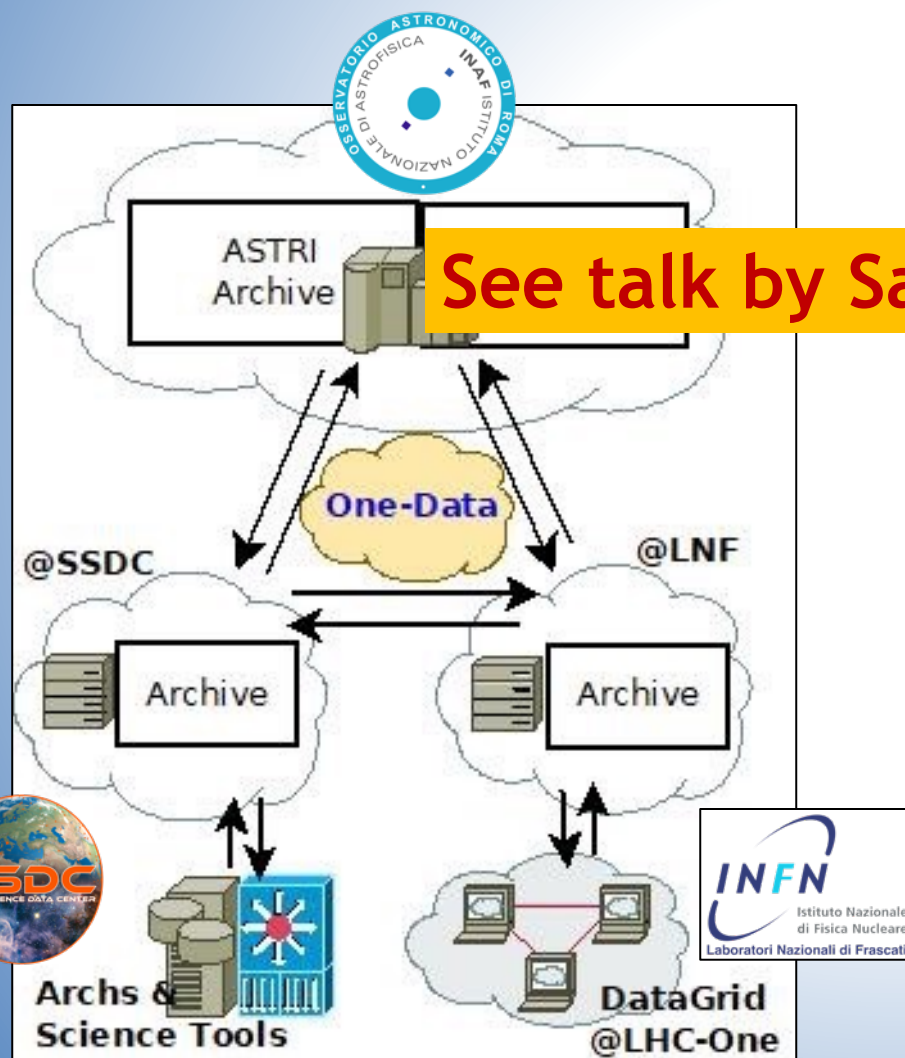 OSSERVATORIO ASTRONOMICO DI ROMA
INAF ISTITUTO NAZIONALE DI ASTROFISICA
ASTRI
Archive
See talk by Sa
One-Data
@SSDC
@LNF
Archive
Archive
SSDC
ENCE DATA CENTER
INFN
Istituto Nazionale
di Fisica Nucleare
Laboratori Nazionali di Frascati
Archs &
Science Tools
DataGrid
@LHC-One